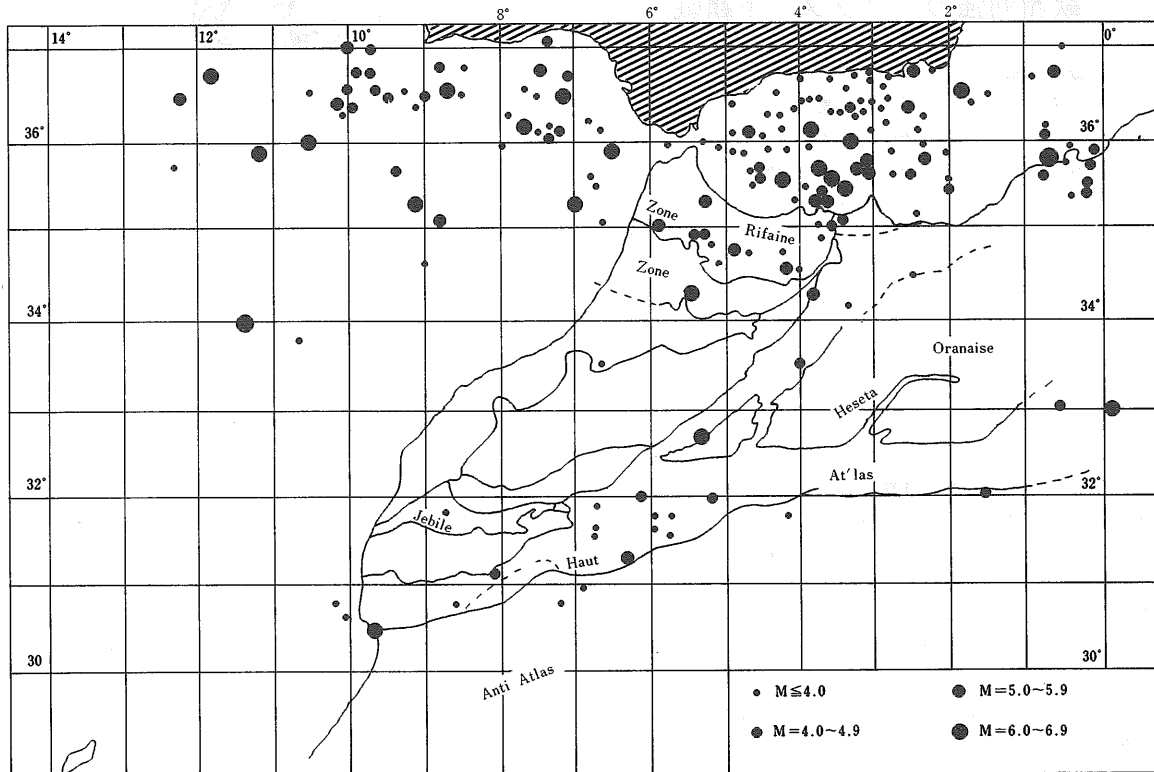 14° 12° 10° 8° 6° 4° 2° 0°
36° 36°
Zone
Rifaine
Zone
34° 34°
Oranaise
Heseta
At'las
32° 32°
Jebile
Haut
30 30°
Anti Atlas
M≦4.0 M=5.0~5.9
M=4.0~4.9 M=6.0~6.9